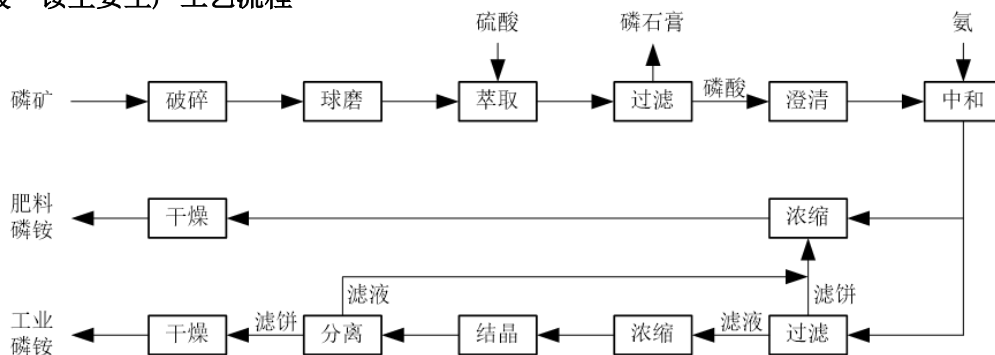 硫酸
磷石膏
氨
磷矿
破碎
球磨
萃取
过滤
磷酸
澄清
中和
肥料
磷铵
干燥
浓缩
滤液
滤饼
工业
磷铵
干燥
滤饼
分离
结晶
浓缩
滤液
过滤